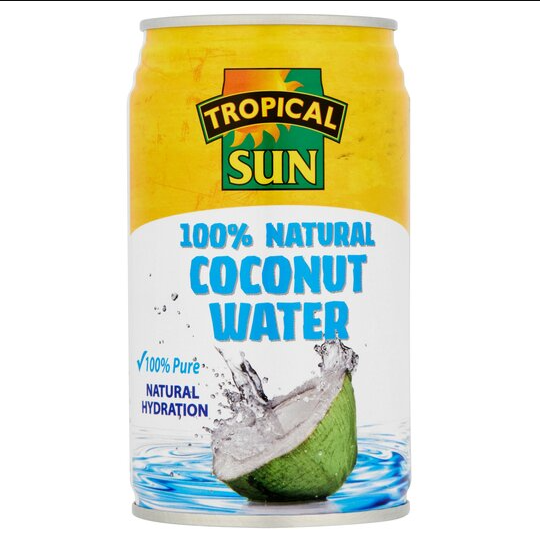 TROPICAL
SUN
100% NATURAL
COCONUT
WATER
✓100% Pure
NATURAL
HYDRATION